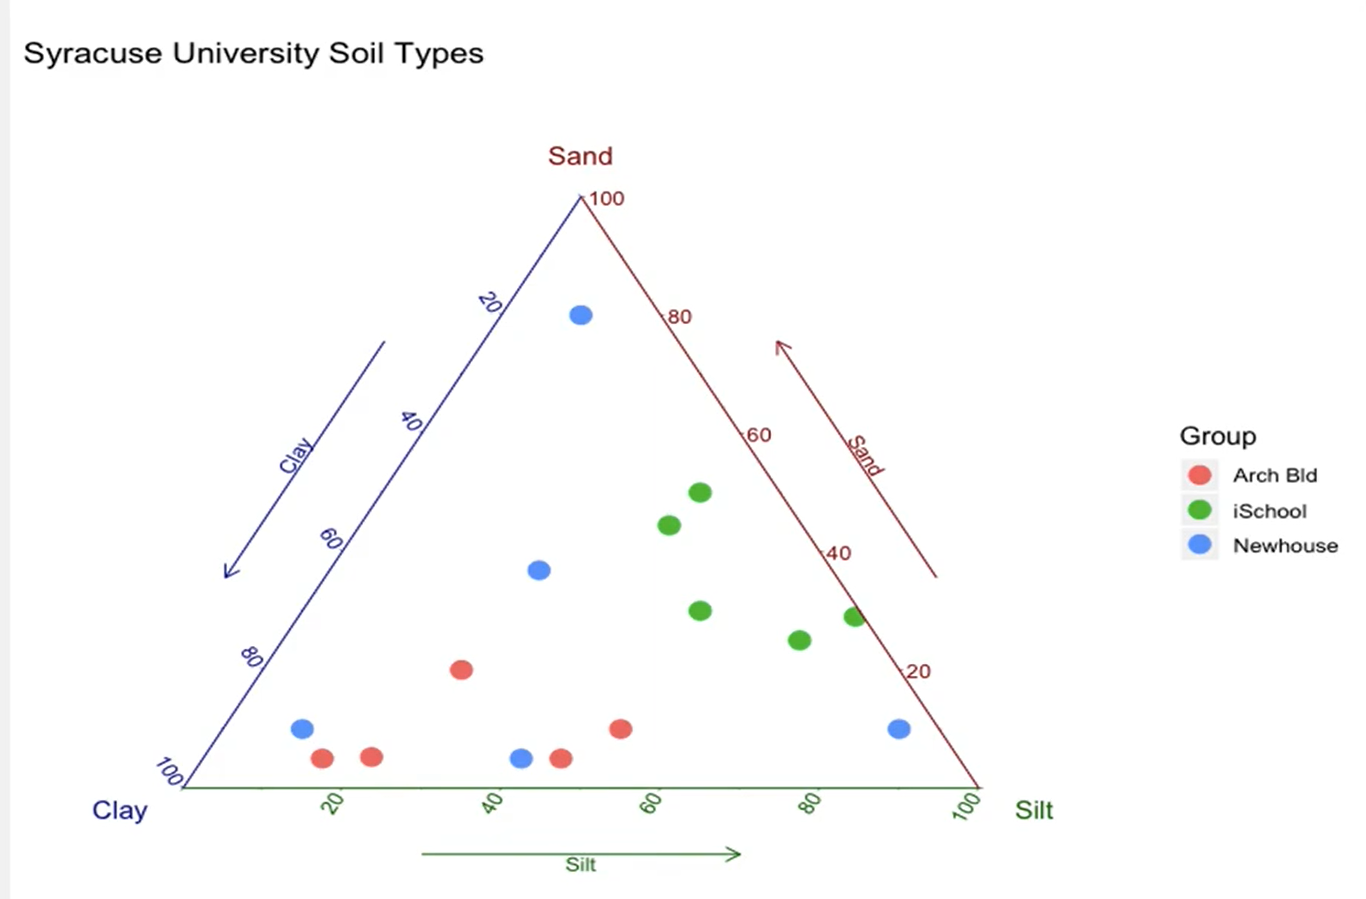 Syracuse University Soil Types
Sand
100
20
80
40
60
Clay
Sand
60
40
80
20
100
Clay
20
40
60
80
100
Silt
Silt
Group
Arch Bld
iSchool
Newhouse